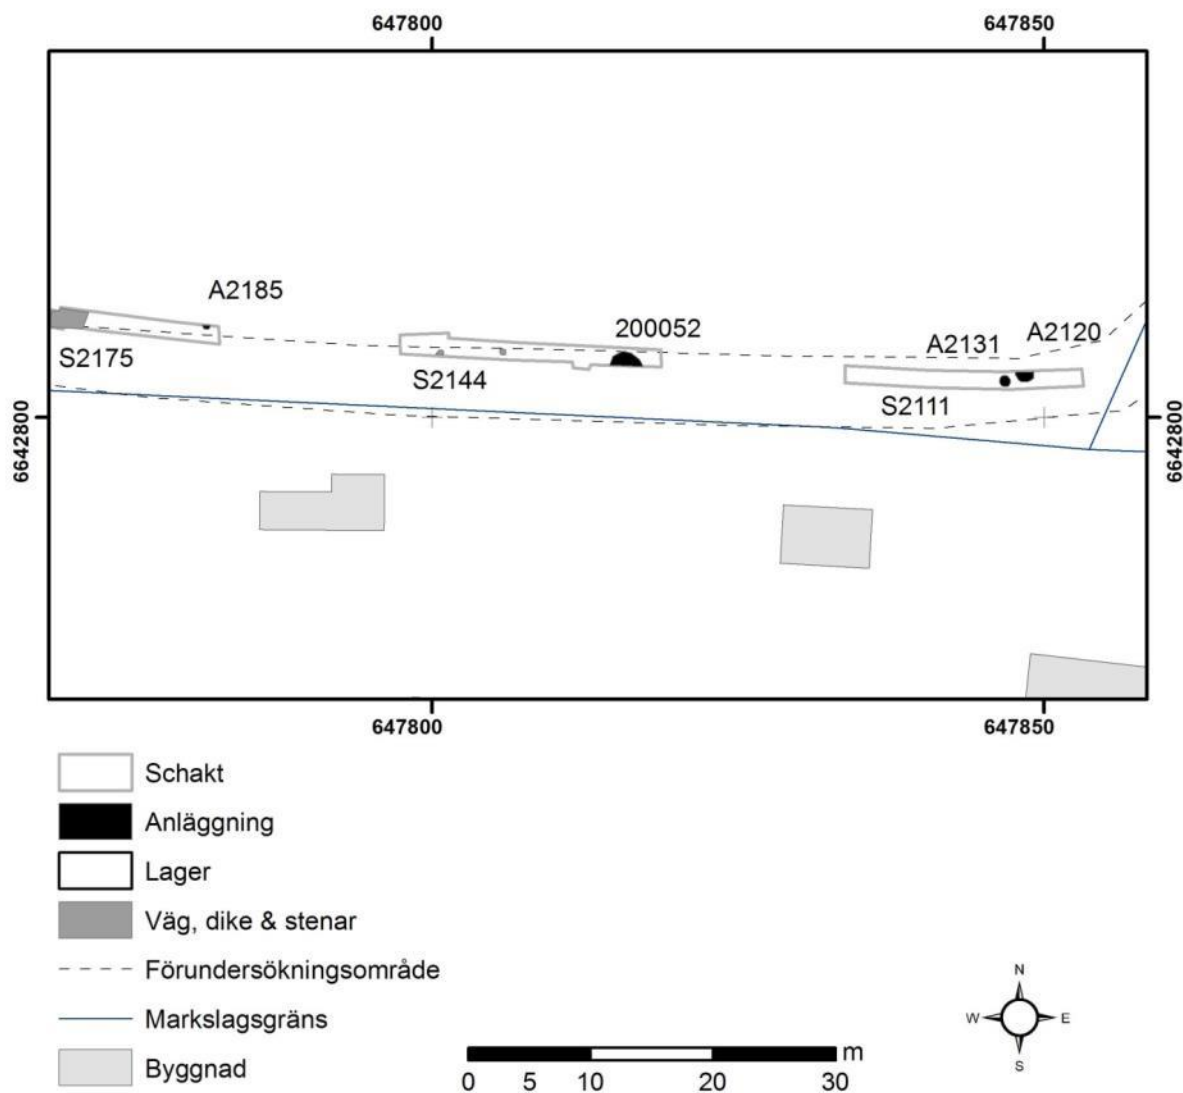 647800 647850
A2185
200052
A2120
A2131
S2175
S2144
S2111
6642800 6642800
647800 647850
Schakt
Anläggning
Lager
Väg, dike & stenar
Förundersökningsområde
Markslagsgräns
Byggnad
N
W E
S
m
0 5 10 20 30